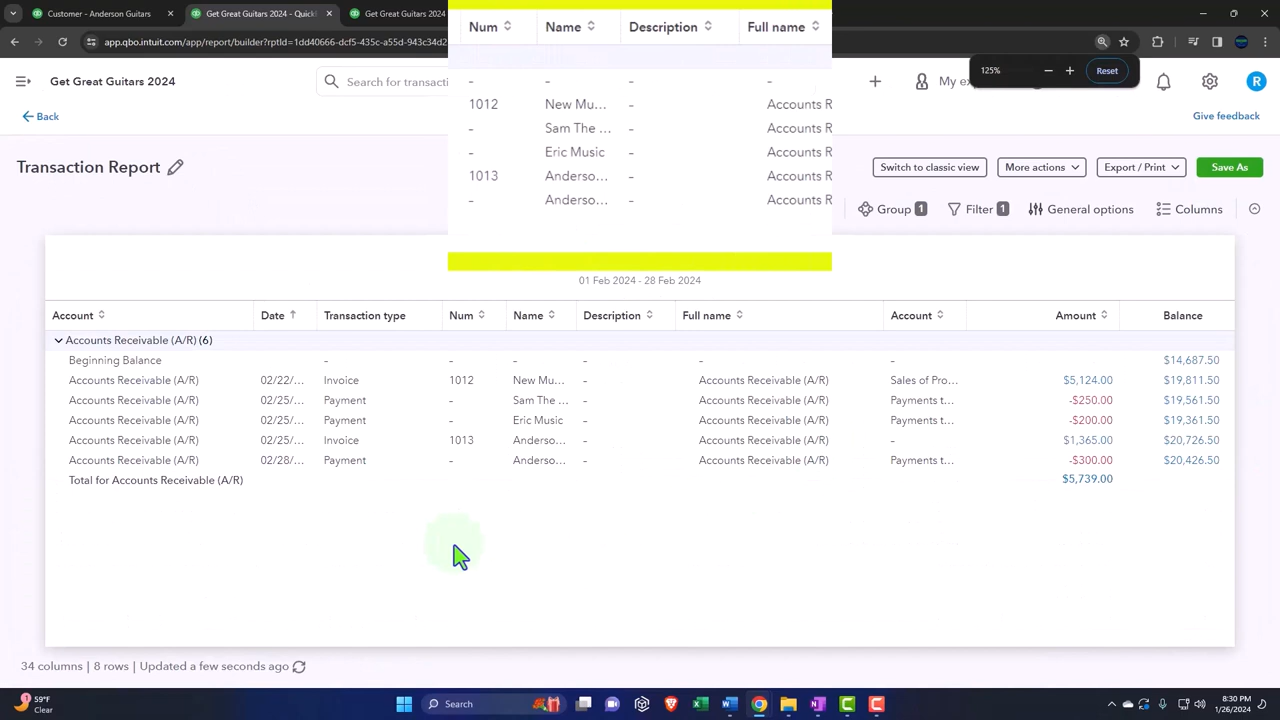 qbo-Demon:
Get Great Guitars 2024 - Quick
Get Great Guitars 2024
app.qbo.intuit.com/app/report/builder?rptId=1dd40666-dcf5-435c-a55d-943c
Get Great Guitars 2024
Search for transacti
My ex
125%
Reset
R
Back
Give feedback
Transaction Report
Switch to classic view
More actions
Export / Print
Save As
Group 1
Filter 1
General options
Columns
Num Name Description Full name
- - - -
1012 New Mu... - Accounts R
- Sam The ... - Accounts R
- Eric Music - Accounts R
1013 Anderso... - Accounts R
- Anderso... - Accounts R
01 Feb 2024 - 28 Feb 2024
Account Date Transaction type Num Name Description Full name Account Amount Balance
Accounts Receivable (A/R) (6)
Beginning Balance - - - - - - $14,687.50
Accounts Receivable (A/R) 02/22/... Invoice 1012 New Mu... - Accounts Receivable (A/R) Sales of Pro... $5,124.00 $19,811.50
Accounts Receivable (A/R) 02/25/... Payment - Sam The ... - Accounts Receivable (A/R) Payments t... -$250.00 $19,561.50
Accounts Receivable (A/R) 02/25/... Payment - Eric Music - Accounts Receivable (A/R) Payments t... -$200.00 $19,361.50
Accounts Receivable (A/R) 02/25/... Invoice 1013 Anderso... - Accounts Receivable (A/R) - $1,365.00 $20,726.50
Accounts Receivable (A/R) 02/28/... Payment - Anderso... - Accounts Receivable (A/R) Payments t... -$300.00 $20,426.50
Total for Accounts Receivable (A/R) $5,739.00
34 columns | 8 rows | Updated a few seconds ago
59°F
Clear
Search
8:30 PM
1/26/2024